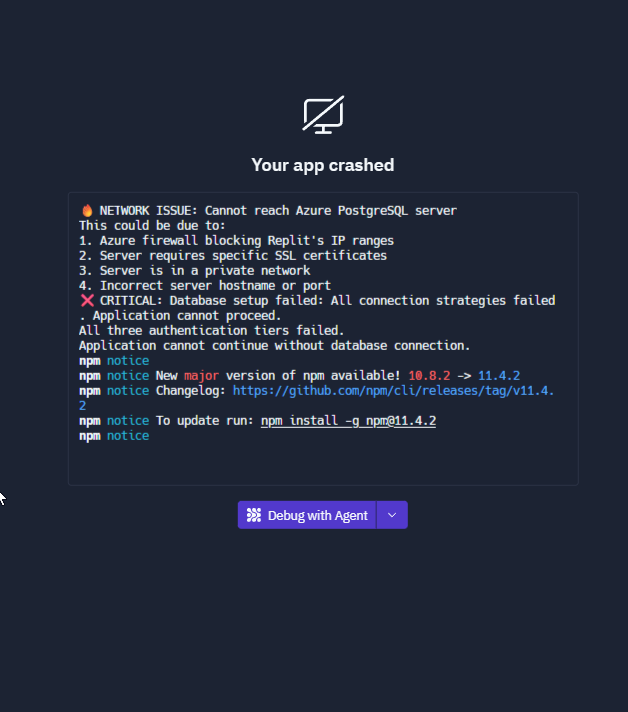 Your app crashed
🔥 NETWORK ISSUE: Cannot reach Azure PostgreSQL server
This could be due to:
1. Azure firewall blocking Replit's IP ranges
2. Server requires specific SSL certificates
3. Server is in a private network
4. Incorrect server hostname or port
❌ CRITICAL: Database setup failed: All connection strategies failed
. Application cannot proceed.
All three authentication tiers failed.
Application cannot continue without database connection.
npm notice
npm notice New major version of npm available! 10.8.2 -> 11.4.2
npm notice Changelog: https://github.com/npm/cli/releases/tag/v11.4.
2
npm notice To update run: npm install -g npm@11.4.2
npm notice
Debug with Agent